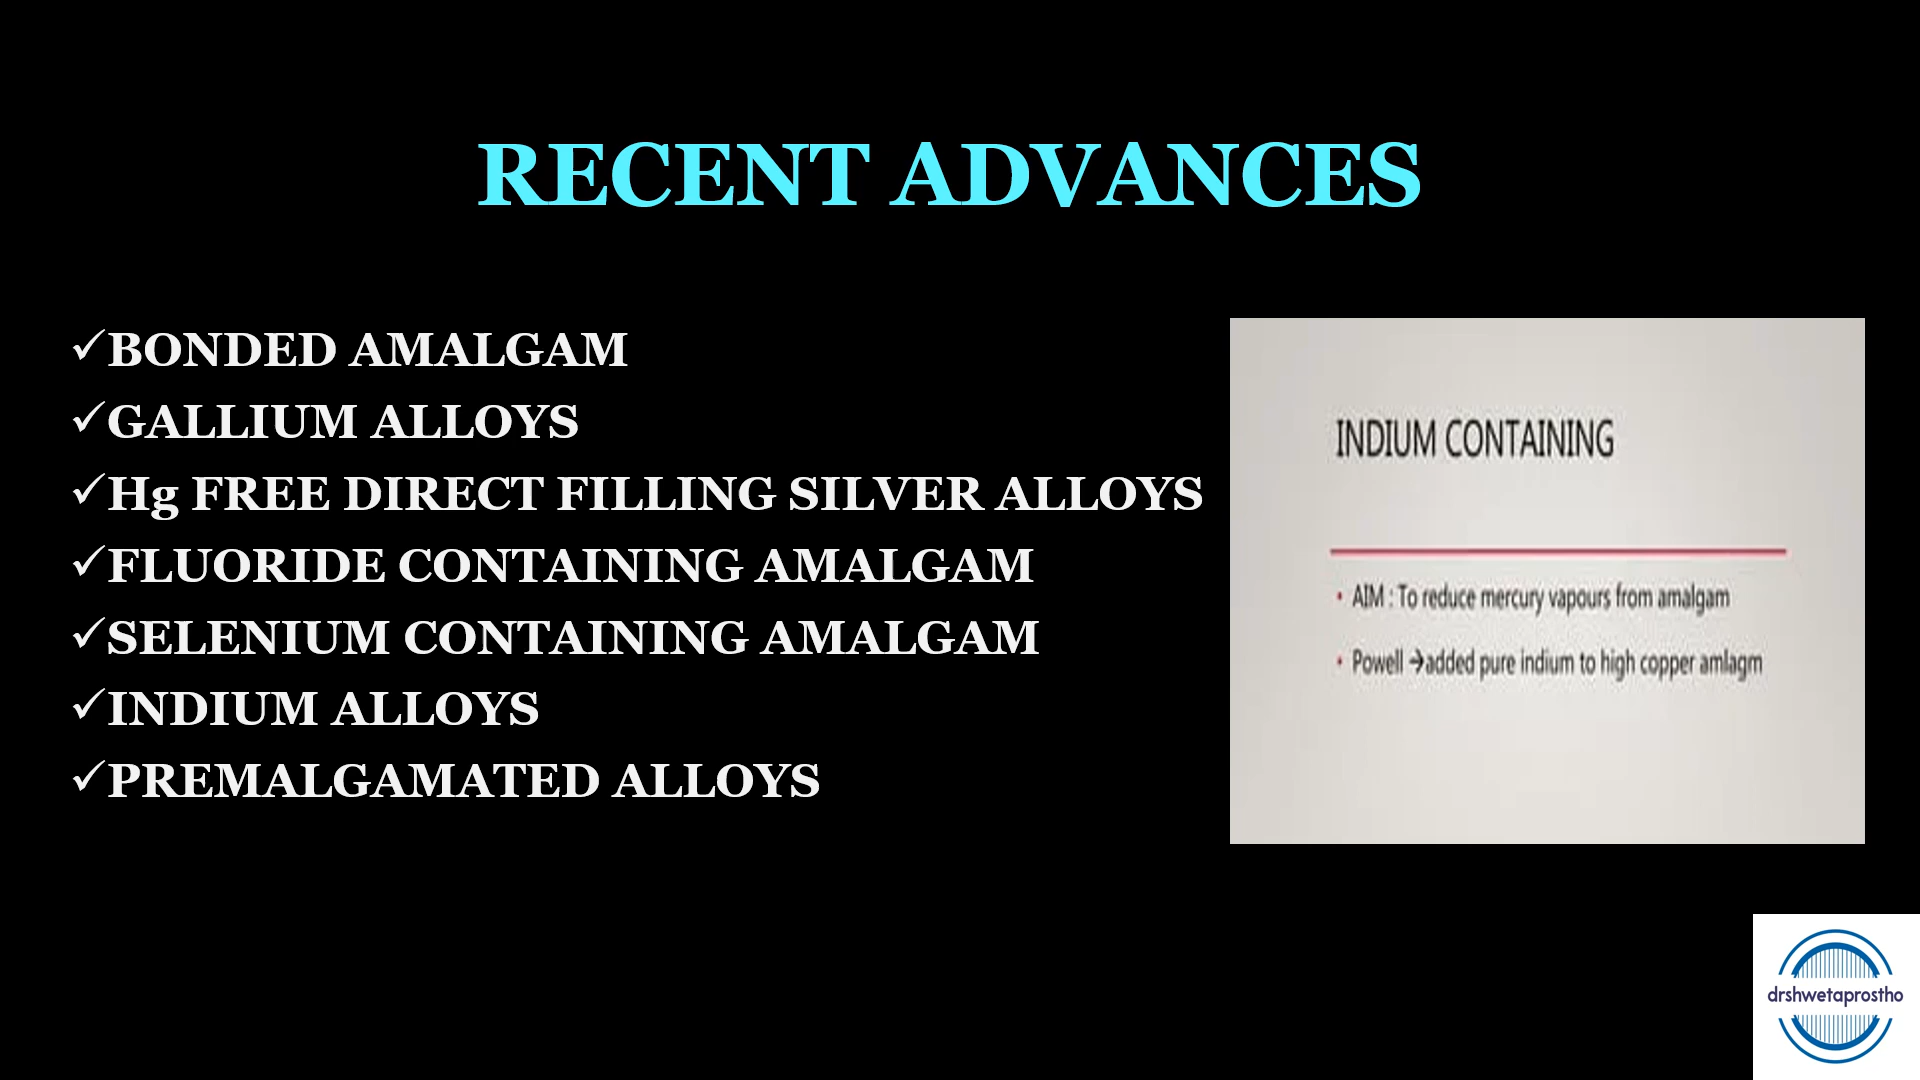 RECENT ADVANCES
✓BONDED AMALGAM
✓GALLIUM ALLOYS
✓Hg FREE DIRECT FILLING SILVER ALLOYS
✓FLUORIDE CONTAINING AMALGAM
✓SELENIUM CONTAINING AMALGAM
✓INDIUM ALLOYS
✓PREMALGAMATED ALLOYS
INDIUM CONTAINING
• AIM : To reduce mercury vapours from amalgam
• Powell →added pure indium to high copper amlagm
drshwetaprostho